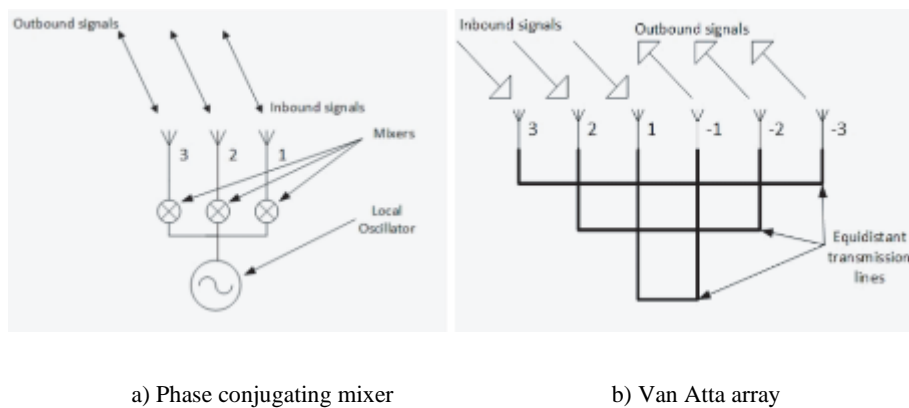 Outbound signals
Inbound signals
Mixers
3 2 1
Local
Oscillator
Inbound signals
Outbound signals
3 2 1 -1 -2 -3
Equidistant
transmission
lines
a) Phase conjugating mixer
b) Van Atta array